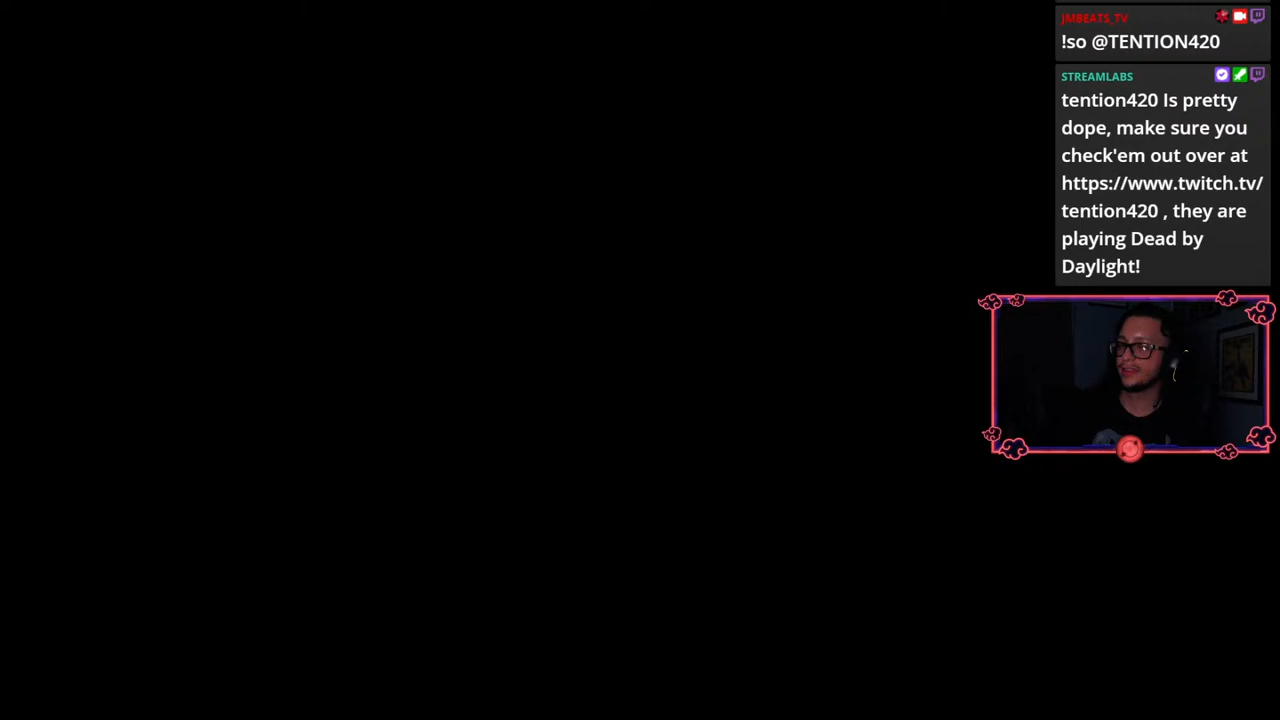 JMBEATS_TV
!so @TENTION420
STREAMLABS
tention420 Is pretty
dope, make sure you
check'em out over at
https://www.twitch.tv/
tention420 , they are
playing Dead by
Daylight!